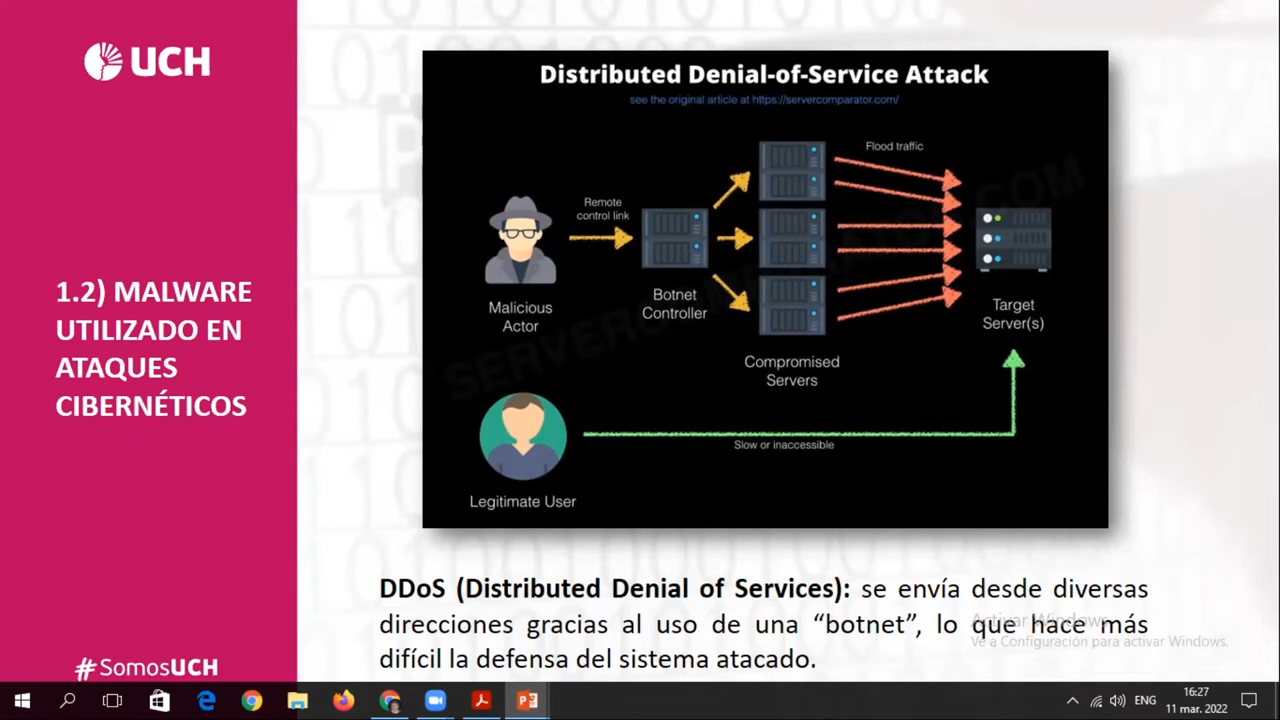 UCH
1.2) MALWARE
UTILIZADO EN
ATAQUES
CIBERNÉTICOS
#SomosUCH
Distributed Denial-of-Service Attack
see the original article at https://servercomparator.com/
Flood traffic
Remote
control link
Malicious
Actor
Botnet
Controller
Compromised
Servers
Target
Server(s)
Slow or inaccessible
Legitimate User
DDoS (Distributed Denial of Services): se envía desde diversas
direcciones gracias al uso de una “botnet”, lo que hace más
difícil la defensa del sistema atacado.
Activar Windows
Ve a Configuración para activar Windows.
ENG
16:27
11 mar. 2022